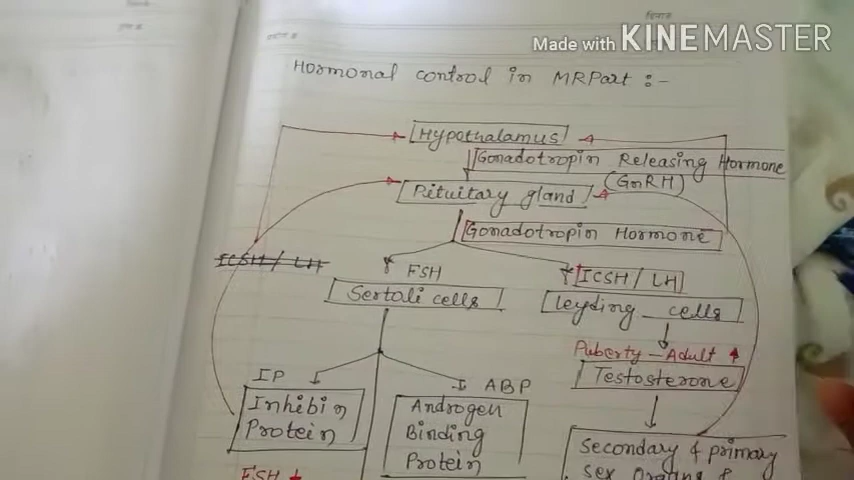 Made with KINEMASTER
Hormonal control in MRPart :-
Hypothalamus
Gonadotropin Releasing Hormone
(GnRH)
Pituitary gland
Gonadotropin Hormone
ICSH / LH
FSH
ICSH / LH
Sertali cells
leyding cells
Puberty - Adult ↑
Testosterone
IP
ABP
Inhibin
Protein
Androgen
Binding
Protein
Secondary & primary
sex organs &
FSH ↓